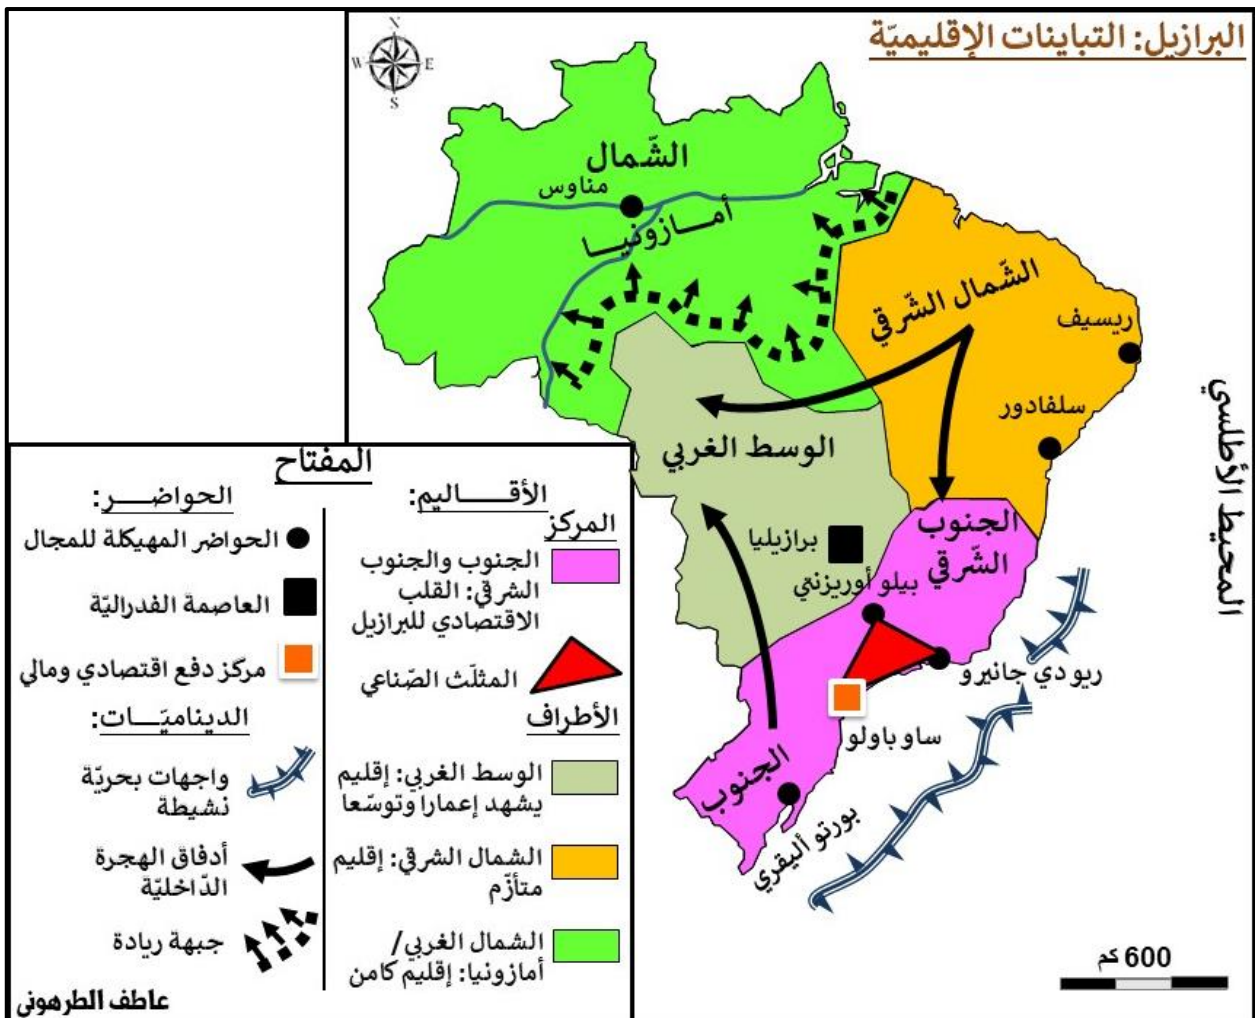 البرازيل: التباينات الإقليميّة
N
W
E
S
الشّمال
مناوس
أمـــازونيـــا
الشّمال الشّرقي
ريسيف
سلفادور
الوسط الغربي
المحيط الأطلسي
برازيليا
الجنوب
الشّرقي
بيلو أوريزنتي
ريو دي جانيرو
ساو باولو
الجنوب
بورتو أليقري
600 كم
المفتاح
الأقـــاليم:
المركز
الجنوب والجنوب
الشرقي: القلب
الاقتصادي للبرازيل
المثلّث الصّناعي
الأطراف
الوسط الغربي: إقليم
يشهد إعمارا وتوسّعا
الشمال الشرقي: إقليم
متأزّم
الشمال الغربي/
أمازونيا: إقليم كامن
الحواضـــر:
الحواضر المهيكلة للمجال
العاصمة الفدراليّة
مركز دفع اقتصادي ومالي
الديناميّـــات:
واجهات بحريّة
نشيطة
أدفاق الهجرة
الدّاخليّة
جبهة ريادة
عاطف الطرهوني